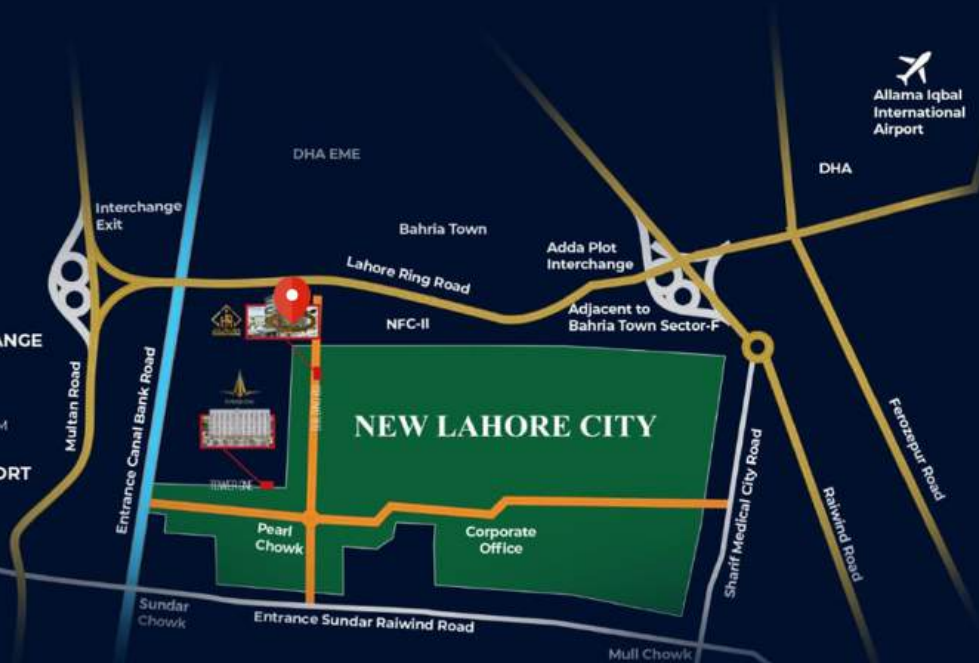 Allama Iqbal
International
Airport
DHA EME
DHA
Interchange
Exit
Bahria Town
Adda Plot
Interchange
Lahore Ring Road
Adjacent to
Bahria Town Sector-F
NFC-II
ANGE
Multan Road
Entrance Canal Bank Road
NEW LAHORE CITY
Ferozepur Road
M
ORT
TOWER ONE
Sharif Medical City Road
Raiwind Road
Pearl
Chowk
Corporate
Office
Sundar
Chowk
Entrance Sundar Raiwind Road
Mull Chowk